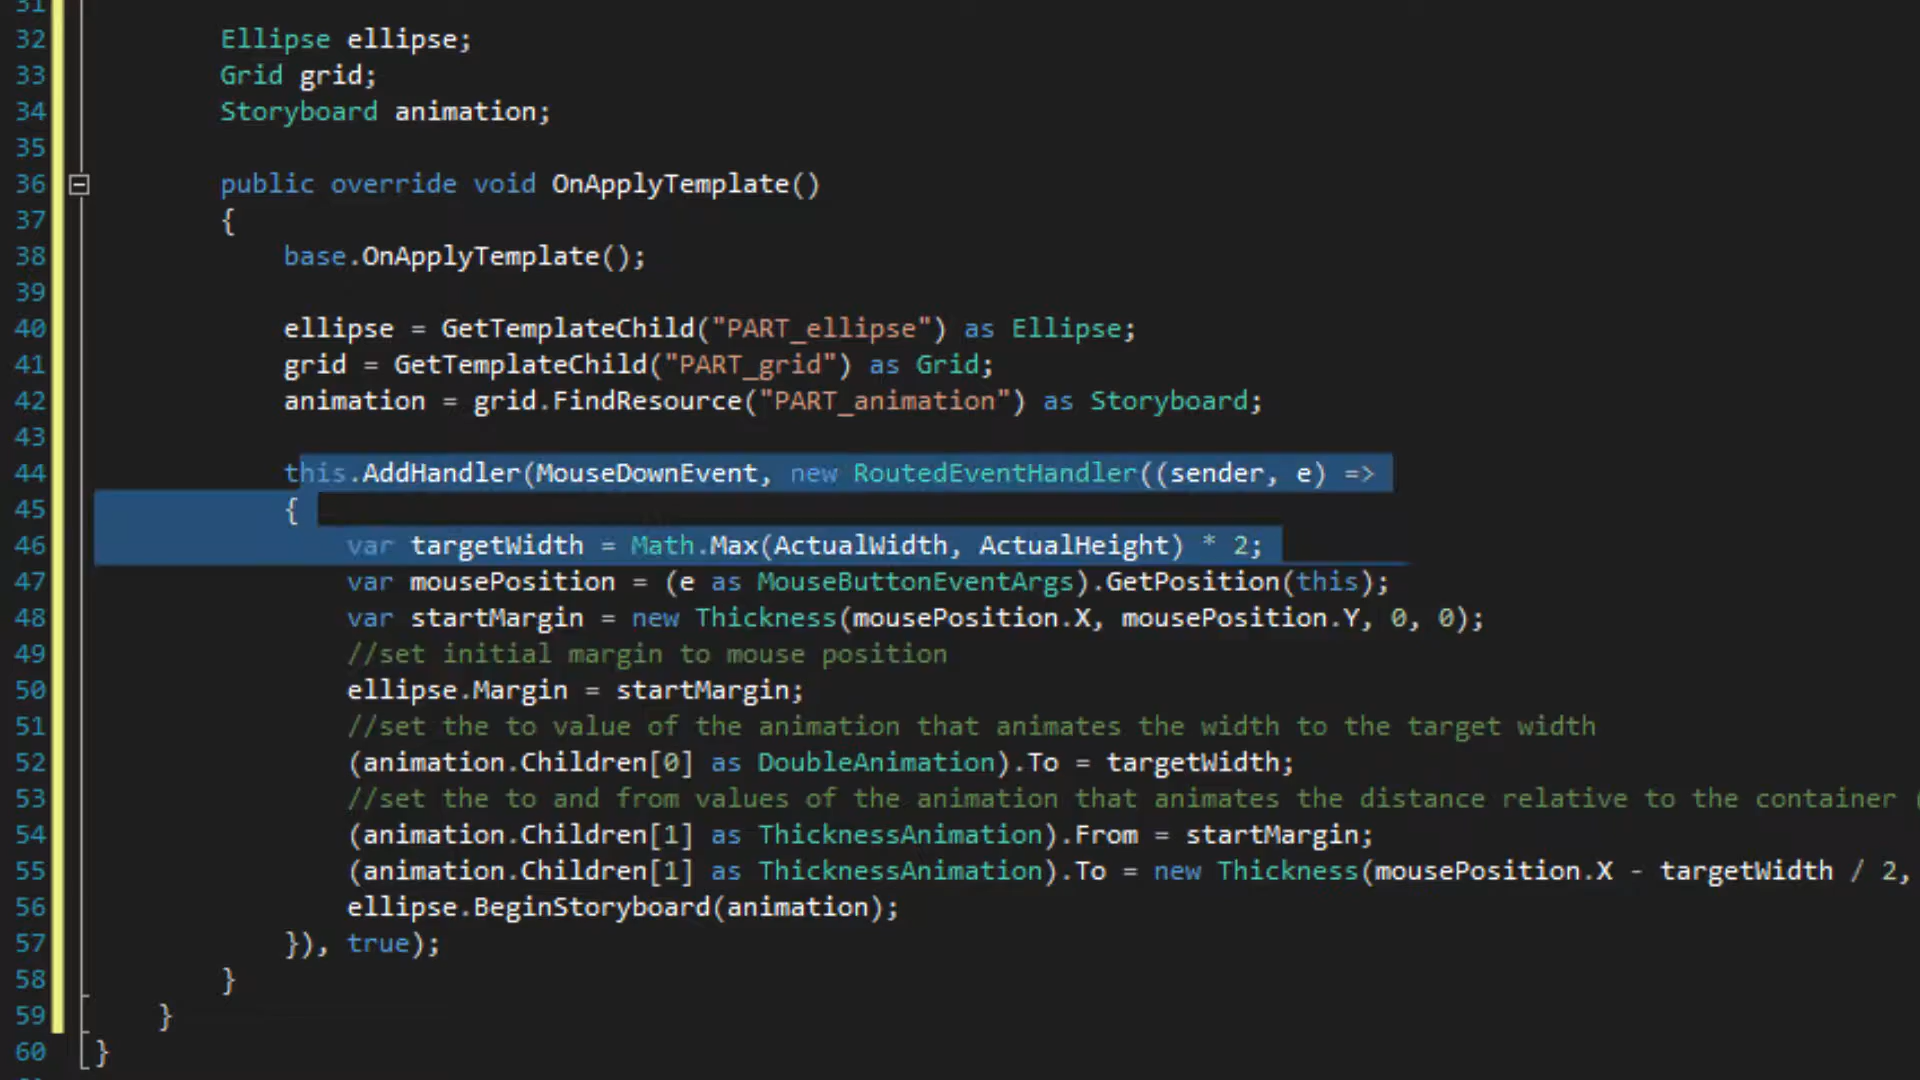 31
32 Ellipse ellipse;
33 Grid grid;
34 Storyboard animation;
35
36 public override void OnApplyTemplate()
37 {
38 base.OnApplyTemplate();
39
40 ellipse = GetTemplateChild("PART_ellipse") as Ellipse;
41 grid = GetTemplateChild("PART_grid") as Grid;
42 animation = grid.FindResource("PART_animation") as Storyboard;
43
44 this.AddHandler(MouseDownEvent, new RoutedEventHandler((sender, e) =>
45 {
46 var targetWidth = Math.Max(ActualWidth, ActualHeight) * 2;
47 var mousePosition = (e as MouseButtonEventArgs).GetPosition(this);
48 var startMargin = new Thickness(mousePosition.X, mousePosition.Y, 0, 0);
49 //set initial margin to mouse position
50 ellipse.Margin = startMargin;
51 //set the to value of the animation that animates the width to the target width
52 (animation.Children[0] as DoubleAnimation).To = targetWidth;
53 //set the to and from values of the animation that animates the distance relative to the container
54 (animation.Children[1] as ThicknessAnimation).From = startMargin;
55 (animation.Children[1] as ThicknessAnimation).To = new Thickness(mousePosition.X - targetWidth / 2,
56 ellipse.BeginStoryboard(animation);
57 }), true);
58 }
59 }
60 }